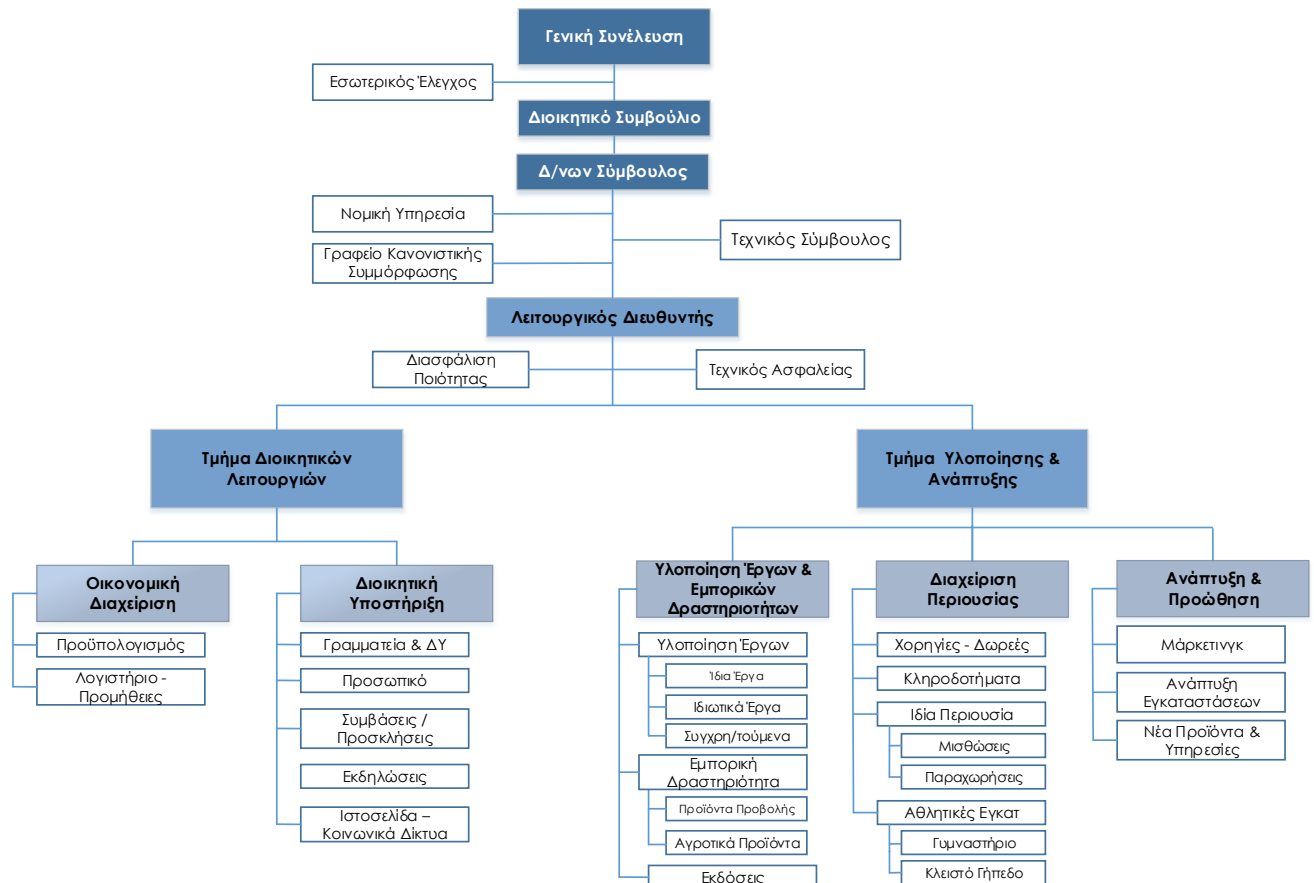 Γενική Συνέλευση
Εσωτερικός Έλεγχος
Διοικητικό Συμβούλιο
Δ/νων Σύμβουλος
Νομική Υπηρεσία
Τεχνικός Σύμβουλος
Γραφείο Κανονιστικής
Συμμόρφωσης
Λειτουργικός Διευθυντής
Διασφάλιση
Ποιότητας
Τεχνικός Ασφαλείας
Τμήμα Διοικητικών
Λειτουργιών
Τμήμα Υλοποίησης &
Ανάπτυξης
Οικονομική
Διαχείριση
Προϋπολογισμός
Λογιστήριο -
Προμήθειες
Διοικητική
Υποστήριξη
Γραμματεία & ΔΥ
Προσωπικό
Συμβάσεις /
Προσκλήσεις
Εκδηλώσεις
Ιστοσελίδα –
Κοινωνικά Δίκτυα
Υλοποίηση Έργων &
Εμπορικών
Δραστηριοτήτων
Υλοποίηση Έργων
Ίδια Έργα
Ιδιωτικά Έργα
Συγχρη/τούμενα
Εμπορική
Δραστηριότητα
Προϊόντα Προβολής
Αγροτικά Προϊόντα
Εκδόσεις
Διαχείριση
Περιουσίας
Χορηγίες - Δωρεές
Κληροδοτήματα
Ιδία Περιουσία
Μισθώσεις
Παραχωρήσεις
Αθλητικές Εγκατ
Γυμναστήριο
Κλειστό Γήπεδο
Ανάπτυξη &
Προώθηση
Μάρκετινγκ
Ανάπτυξη
Εγκαταστάσεων
Νέα Προϊόντα &
Υπηρεσίες